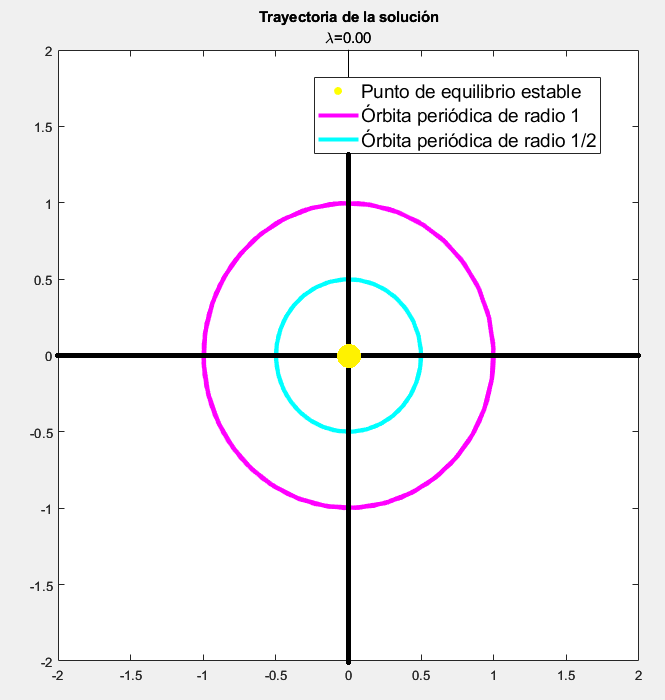 Trayectoria de la solución
λ=0.00
Punto de equilibrio estable
Órbita periódica de radio 1
Órbita periódica de radio 1/2
2
1.5
1
0.5
0
-0.5
-1
-1.5
-2
-2 -1.5 -1 -0.5 0 0.5 1 1.5 2